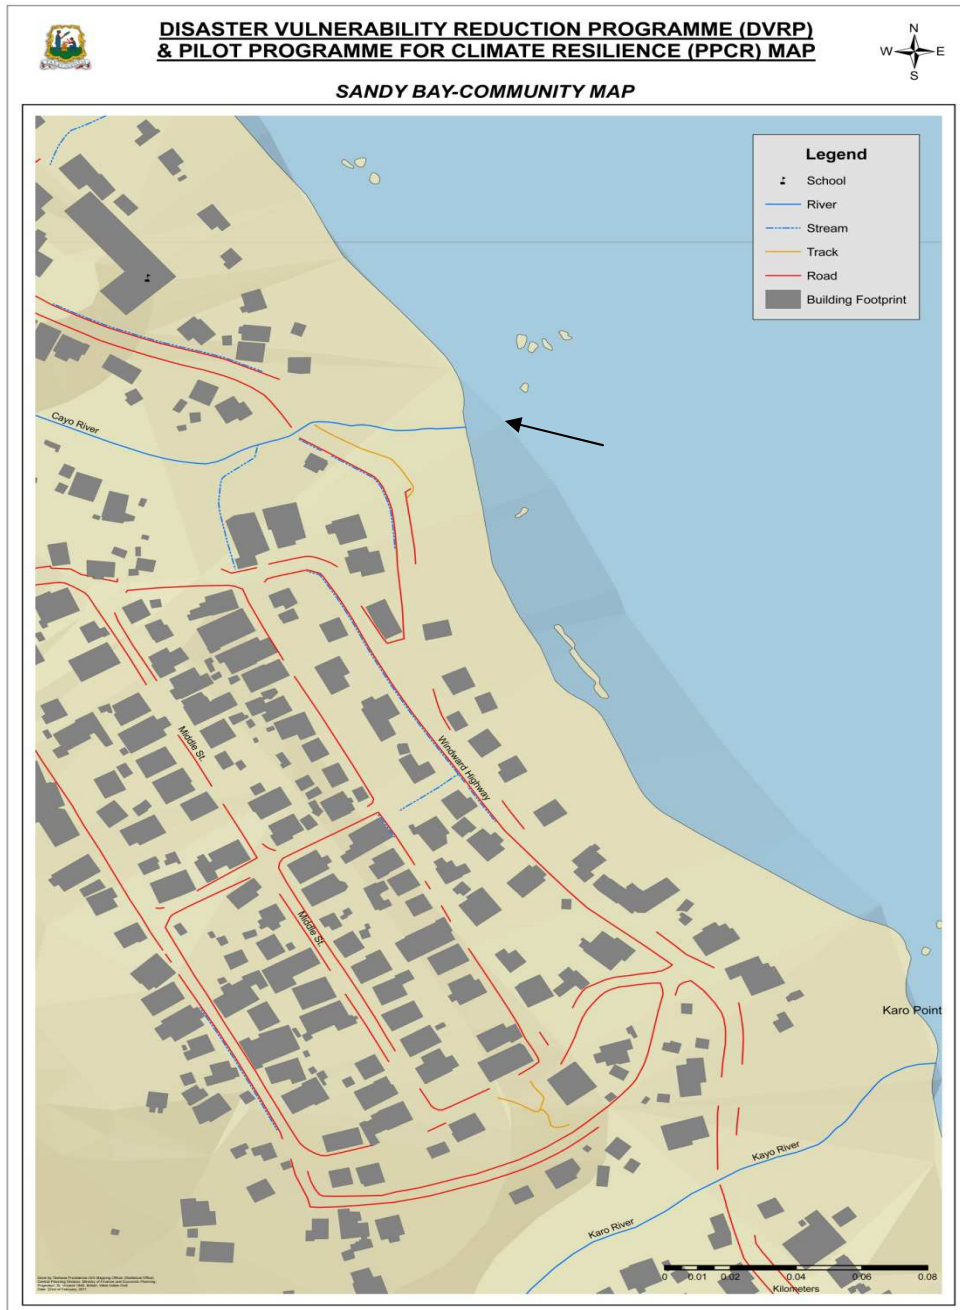 DISASTER VULNERABILITY REDUCTION PROGRAMME (DVRP)
& PILOT PROGRAMME FOR CLIMATE RESILIENCE (PPCR) MAP
N
W E
S
SANDY BAY-COMMUNITY MAP
Legend
School
River
Stream
Track
Road
Building Footprint
Cayo River
Middle St.
Windward Highway
Middle St.
Karo Point
Kayo River
Karo River
0 0.01 0.02 0.04 0.06 0.08
Kilometers